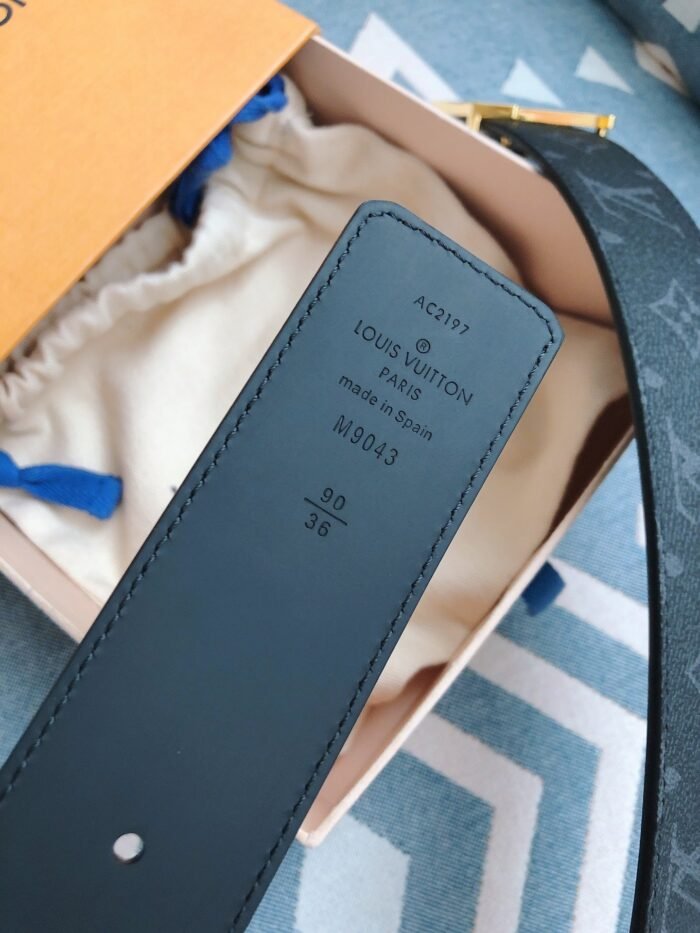 AC2197
®
LOUIS VUITTON
PARIS
made in Spain
M9043
90
36